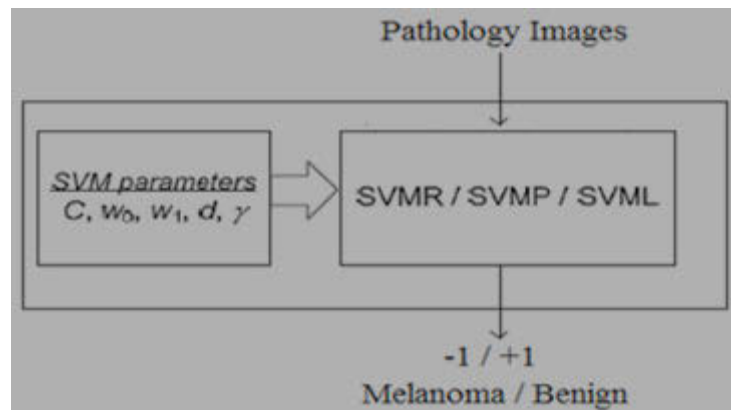 Pathology Images
SVM parameters
C, w₀, w₁, d, γ
SVMR / SVMP / SVML
-1 / +1
Melanoma / Benign